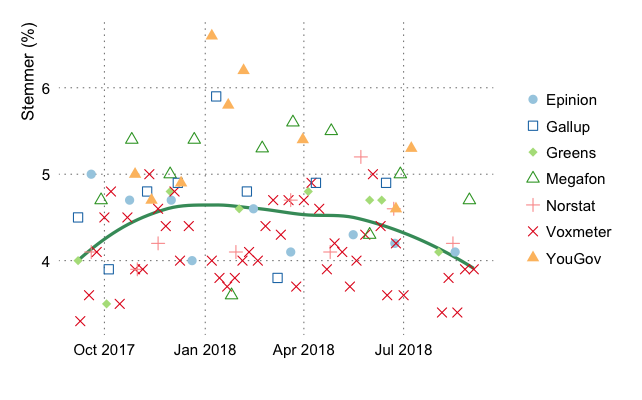 Stemmer (%)
6
5
4
Oct 2017 Jan 2018 Apr 2018 Jul 2018
Epinion
Gallup
Greens
Megafon
Norstat
Voxmeter
YouGov